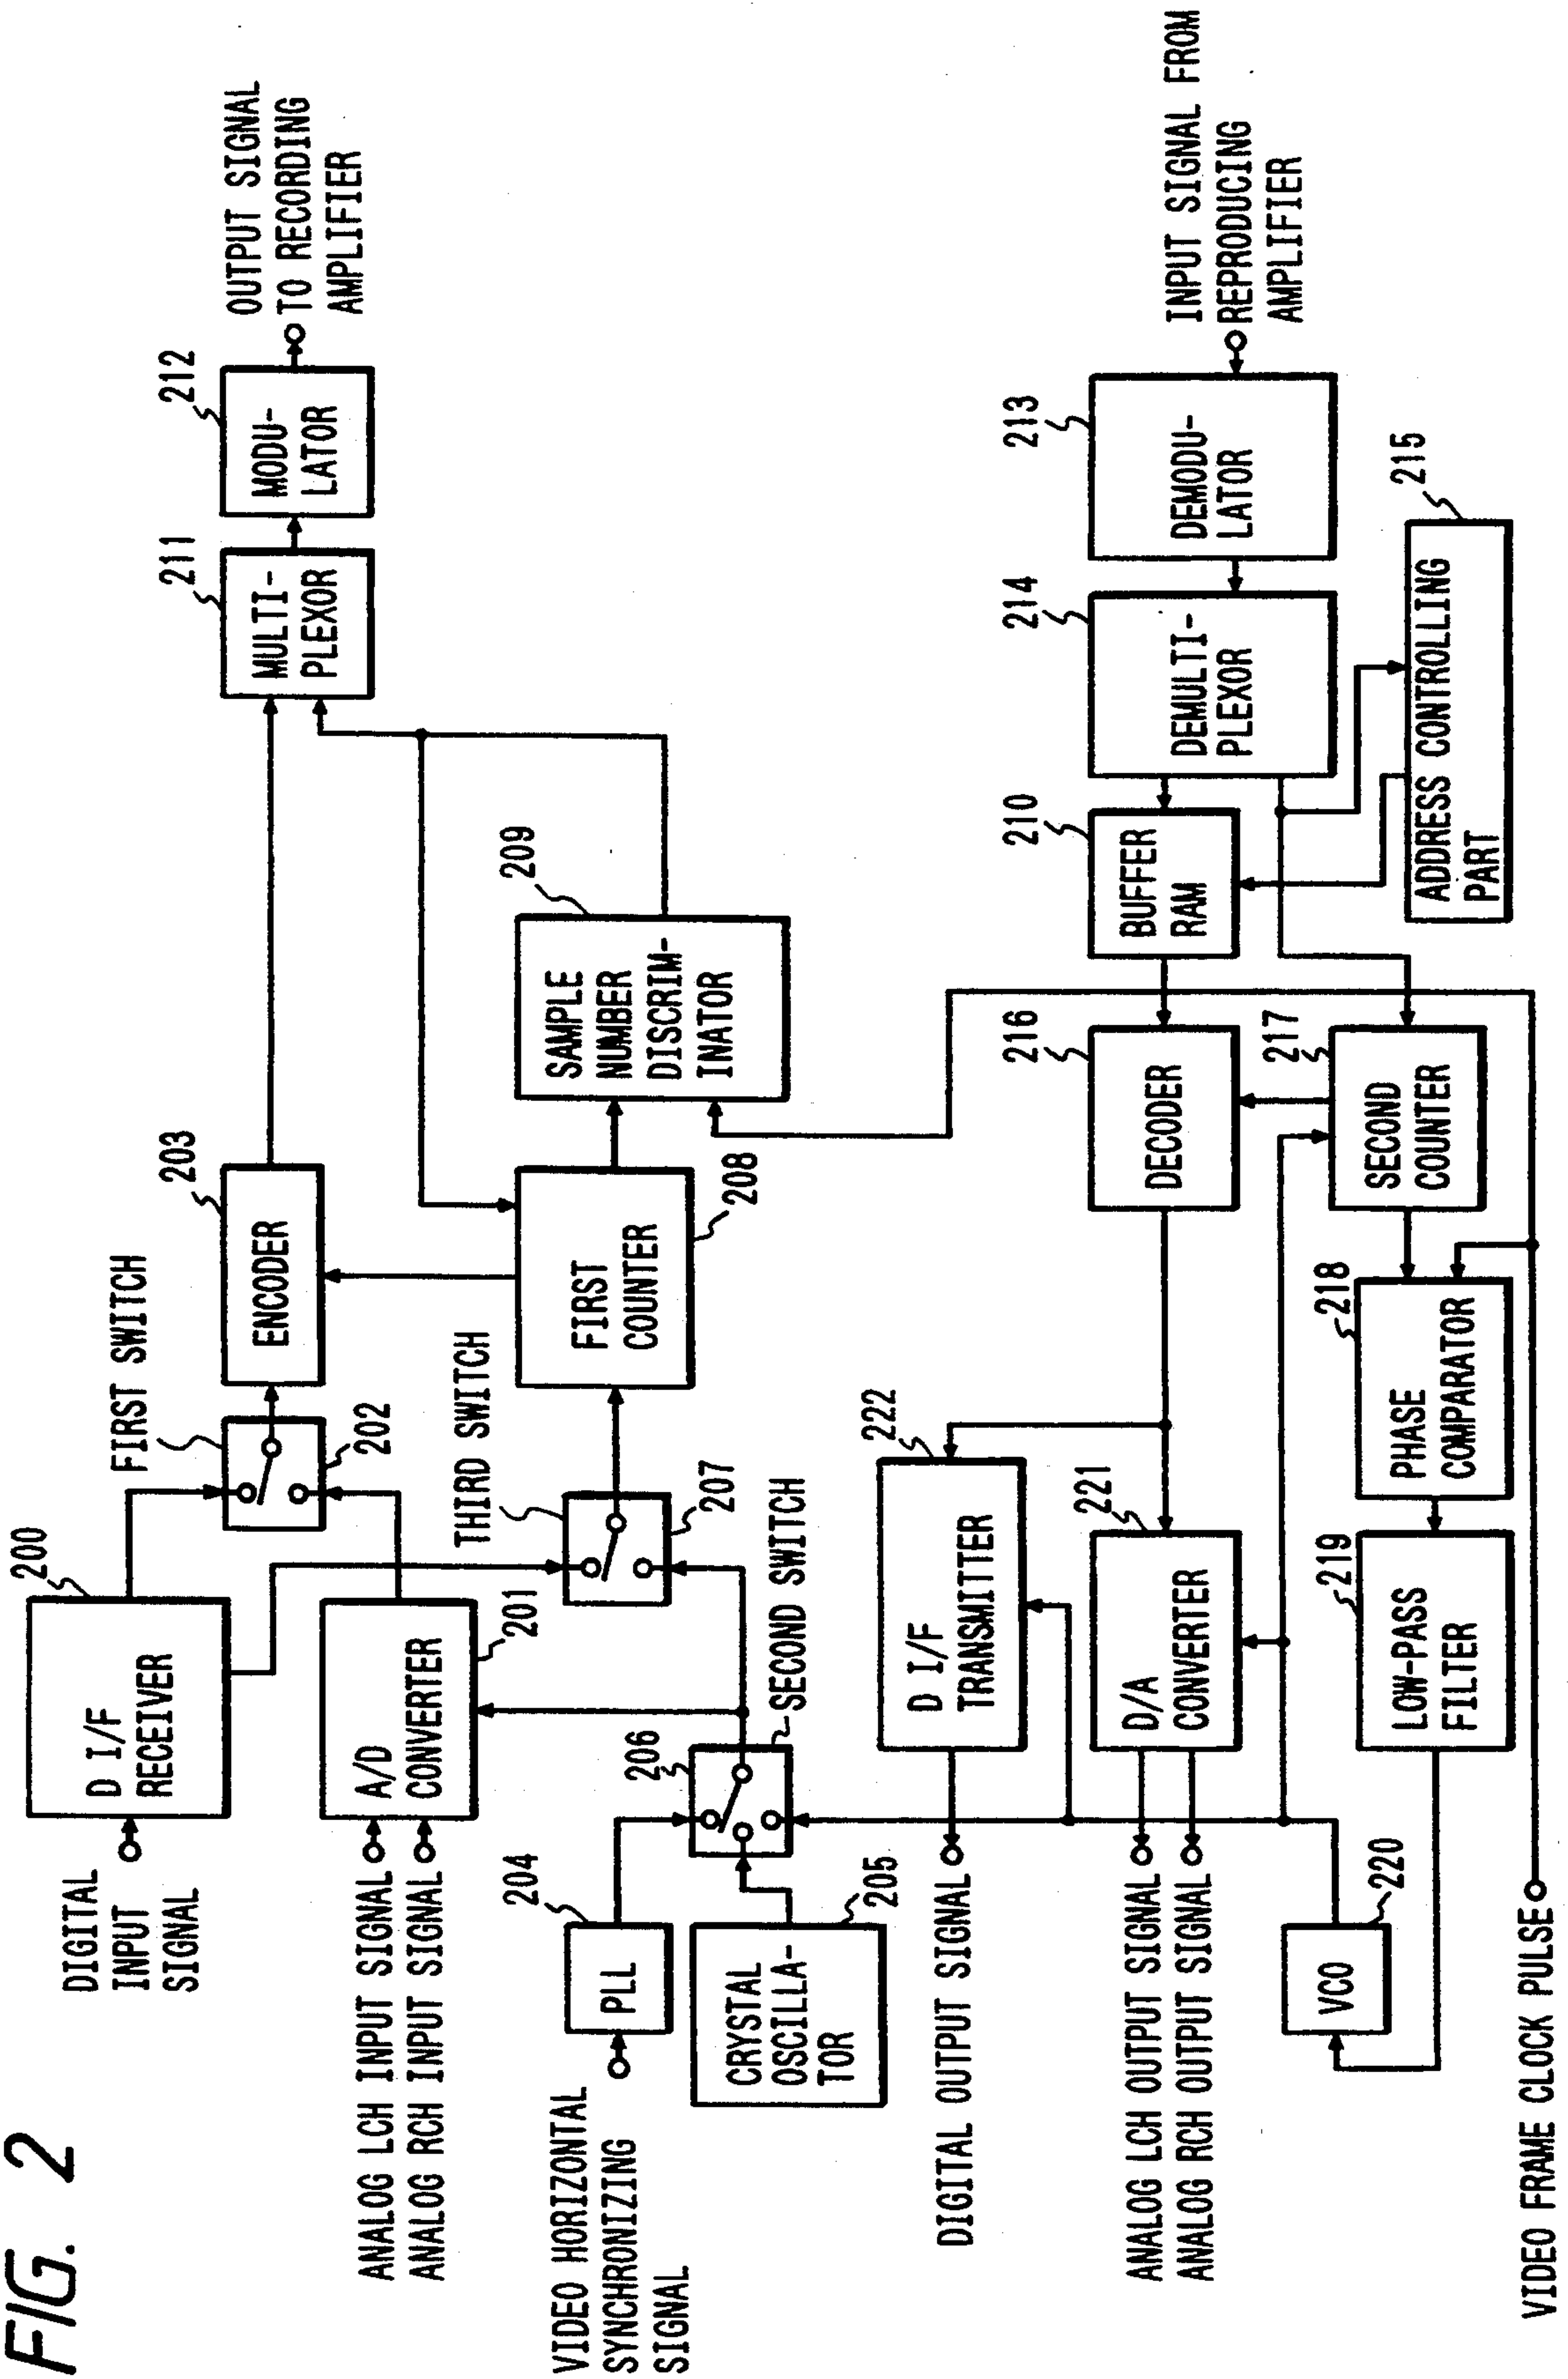 FIG. 2
DIGITAL
INPUT
SIGNAL
200
D I/F
RECEIVER
FIRST SWITCH
202
203
ENCODER
211
MULTI-
PLEXOR
212
MODU-
LATOR
OUTPUT SIGNAL
TO RECORDING
AMPLIFIER
ANALOG LCH INPUT SIGNAL
ANALOG RCH INPUT SIGNAL
A/D
CONVERTER
201
THIRD SWITCH
207
FIRST
COUNTER
208
209
SAMPLE
NUMBER
DISCRIM-
INATOR
VIDEO HORIZONTAL
SYNCHRONIZING
SIGNAL
204
PLL
206
SECOND SWITCH
CRYSTAL
OSCILLA-
TOR
205
DIGITAL OUTPUT SIGNAL
222
D I/F
TRANSMITTER
ANALOG LCH OUTPUT SIGNAL
ANALOG RCH OUTPUT SIGNAL
221
D/A
CONVERTER
216
DECODER
210
BUFFER
RAM
214
DEMULTI-
PLEXOR
213
DEMODU-
LATOR
INPUT SIGNAL FROM
REPRODUCING
AMPLIFIER
VCO
220
219
LOW-PASS
FILTER
218
PHASE
COMPARATOR
217
SECOND
COUNTER
215
ADDRESS CONTROLLING
PART
VIDEO FRAME CLOCK PULSE